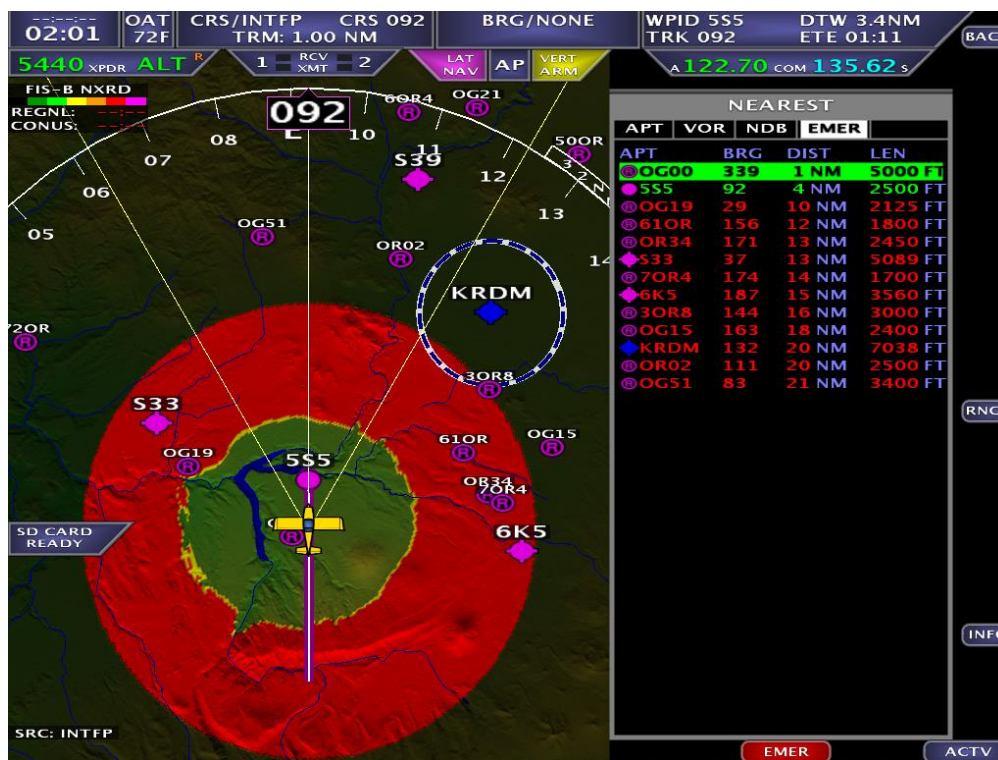 --:--:--
02:01
OAT
72F
CRS/INTFP CRS 092
TRM: 1.00 NM
BRG/NONE
WPID 5S5 DTW 3.4NM
TRK 092 ETE 01:11
BAC
5440 XPDR ALT R
1 RCV XMT 2
LAT NAV
AP
VERT ARM
A 122.70 COM 135.62 S
FIS-B NXRD
REGNL: --:--
CONUS: --:--
092
E
05
06
07
08
10
11
12
13
14
3
2
N
6OR4
OG21
50OR
S39
OG51
OR02
KRDM
72OR
3OR8
S33
OG19
5S5
61OR
OG15
OR34
7OR4
6K5
SD CARD
READY
SRC: INTFP
NEAREST
APT VOR NDB EMER
APT BRG DIST LEN
R OG00 339 1 NM 5000 FT
5S5 92 4 NM 2500 FT
R OG19 29 10 NM 2125 FT
R 61OR 156 12 NM 1800 FT
R OR34 171 13 NM 2450 FT
S33 37 13 NM 5089 FT
R 7OR4 174 14 NM 1700 FT
6K5 187 15 NM 3560 FT
R 3OR8 144 16 NM 3000 FT
R OG15 163 18 NM 2400 FT
KRDM 132 20 NM 7038 FT
R OR02 111 20 NM 2500 FT
R OG51 83 21 NM 3400 FT
RNG
INF
EMER
ACTV